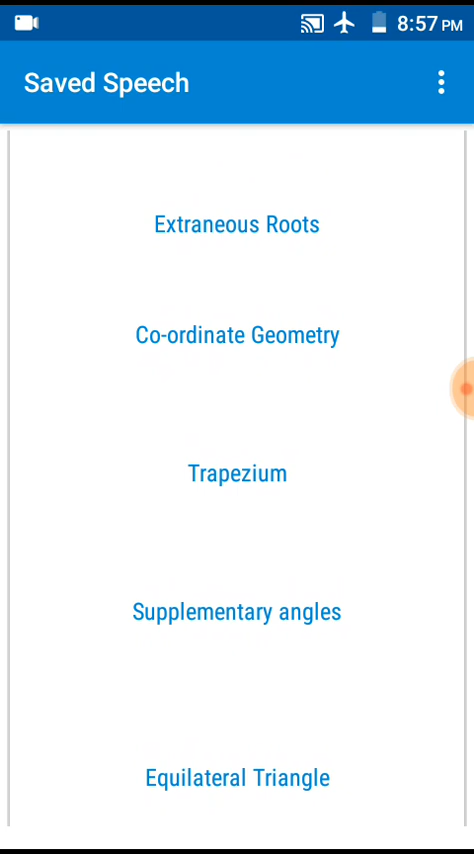 8:57 PM
Saved Speech
Extraneous Roots
Co-ordinate Geometry
Trapezium
Supplementary angles
Equilateral Triangle